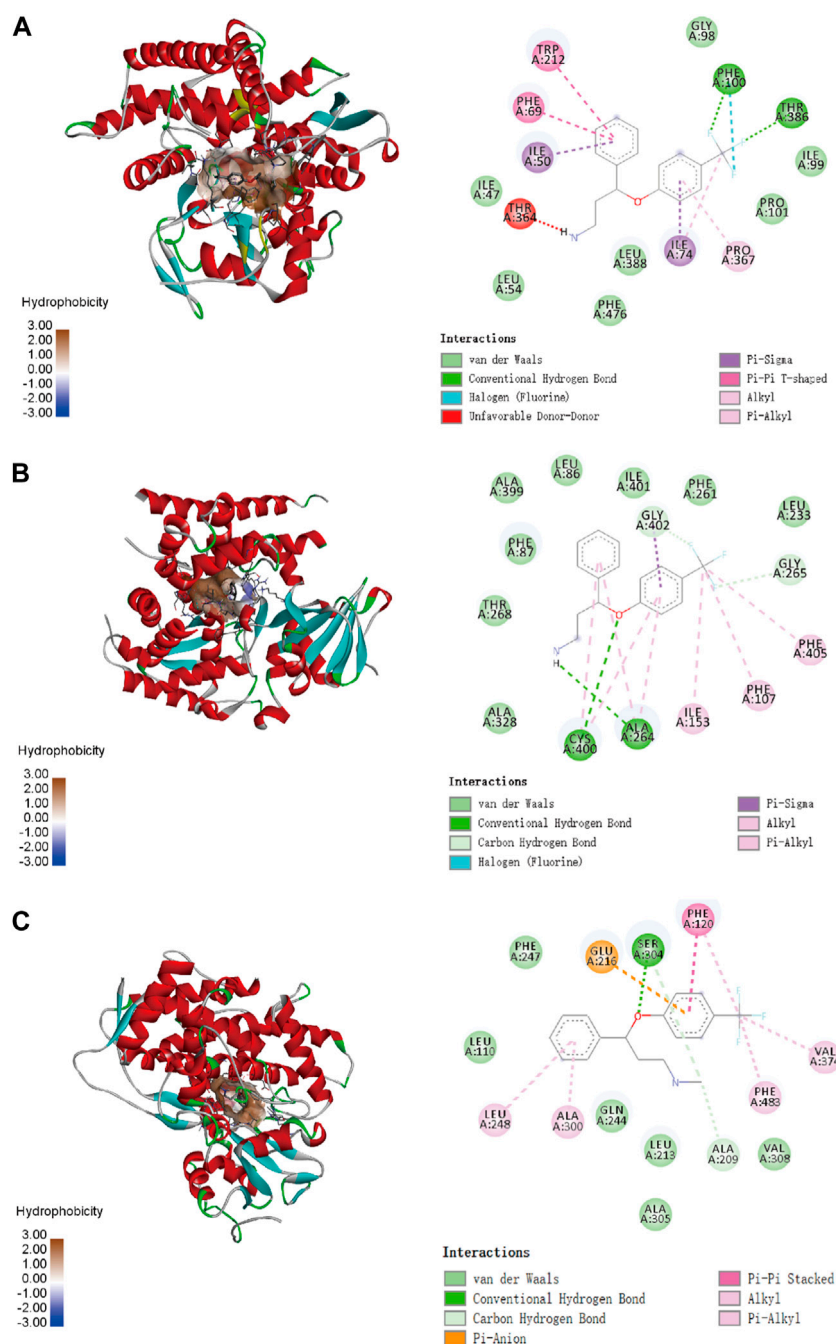 A
Hydrophobicity
3.00
2.00
1.00
0.00
-1.00
-2.00
-3.00
GLY
A:98
TRP
A:212
PHE
A:100
PHE
A:69
THR
A:386
ILE
A:50
ILE
A:99
ILE
A:47
PRO
A:101
THR
A:364
H
N
O
LEU
A:388
ILE
A:74
PRO
A:367
LEU
A:54
PHE
A:476
Interactions
van der Waals
Conventional Hydrogen Bond
Halogen (Fluorine)
Unfavorable Donor-Donor
Pi-Sigma
Pi-Pi T-shaped
Alkyl
Pi-Alkyl
B
Hydrophobicity
3.00
2.00
1.00
0.00
-1.00
-2.00
-3.00
LEU
A:86
ILE
A:401
PHE
A:261
ALA
A:399
LEU
A:233
GLY
A:402
PHE
A:87
GLY
A:265
THR
A:268
O
N
H
PHE
A:405
PHE
A:107
ALA
A:328
ILE
A:153
ALA
A:264
CYS
A:400
Interactions
van der Waals
Conventional Hydrogen Bond
Carbon Hydrogen Bond
Halogen (Fluorine)
Pi-Sigma
Alkyl
Pi-Alkyl
C
Hydrophobicity
3.00
2.00
1.00
0.00
-1.00
-2.00
-3.00
PHE
A:120
PHE
A:247
GLU
A:216
SER
A:304
F
F
F
O
N
LEU
A:110
VAL
A:374
PHE
A:483
LEU
A:248
ALA
A:300
GLN
A:244
LEU
A:213
ALA
A:209
VAL
A:308
ALA
A:305
Interactions
van der Waals
Conventional Hydrogen Bond
Carbon Hydrogen Bond
Pi-Anion
Pi-Pi Stacked
Alkyl
Pi-Alkyl